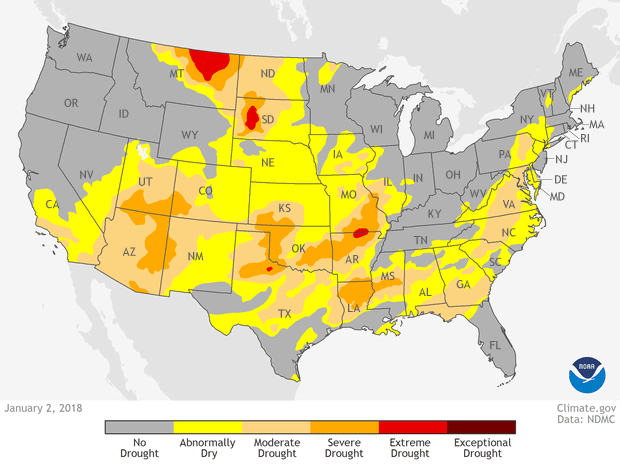 WA
MT
ND
ME
OR
MN
VT
ID
NH
SD
WI
NY
MA
WY
MI
RI
CT
IA
PA
NE
NJ
NV
IL
IN
OH
UT
DE
CO
MO
WV
MD
CA
KS
VA
KY
NC
TN
OK
AZ
NM
AR
SC
MS
GA
AL
TX
LA
FL
NOAA
January 2, 2018
Climate.gov
Data: NDMC
No
Drought
Abnormally
Dry
Moderate
Drought
Severe
Drought
Extreme
Drought
Exceptional
Drought